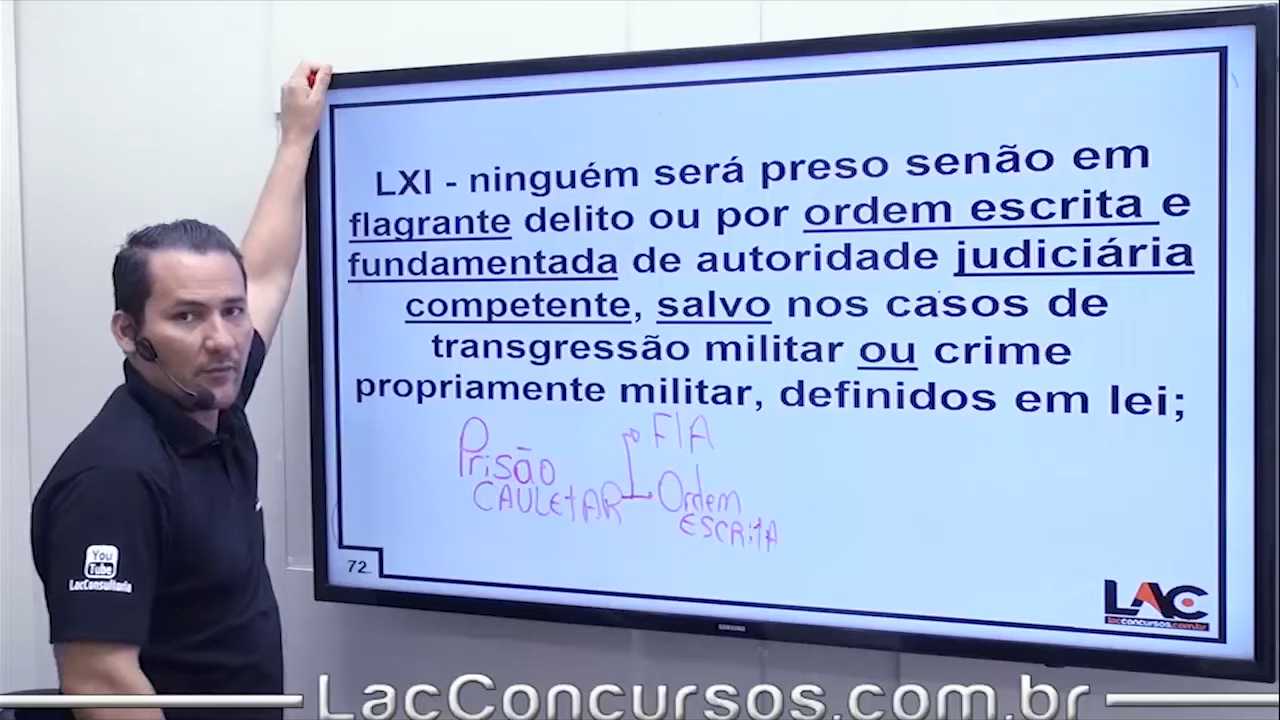 LXI - ninguém será preso senão em
flagrante delito ou por ordem escrita e
fundamentada de autoridade judiciária
competente, salvo nos casos de
transgressão militar ou crime
propriamente militar, definidos em lei;
Prisão
CAULEtAR
FlA
Ordem
ESCRitA
72
LAC
lacconcursos.com.br
SAMSUNG
You
Tube
LacConsultoria
LacConcursos.com.br